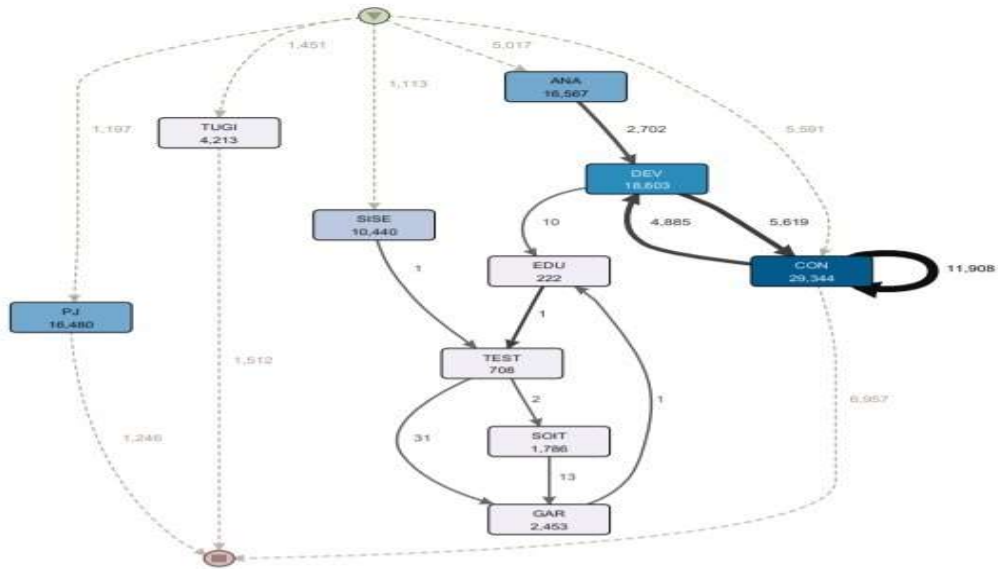 1,451
5,017
1,113
ANA
16,567
1,197
TUGI
4,213
2,702
5,591
DEV
18,603
SISE
10,440
10
4,885
5,619
1
EDU
222
CON
29,344
11,908
PJ
16,480
1
TEST
708
1,512
2
1
6,957
1,246
31
SOIT
1,786
13
GAR
2,453